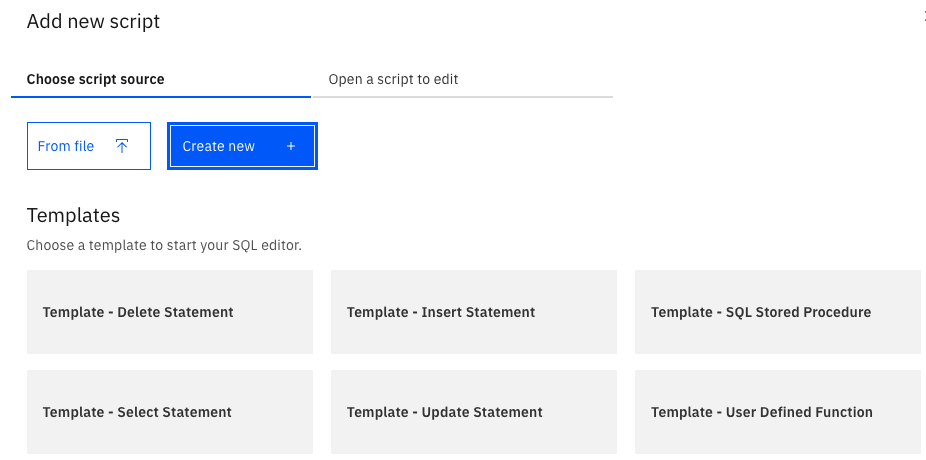 Add new script
Choose script source
Open a script to edit
From file
Create new +
Templates
Choose a template to start your SQL editor.
Template - Delete Statement
Template - Insert Statement
Template - SQL Stored Procedure
Template - Select Statement
Template - Update Statement
Template - User Defined Function